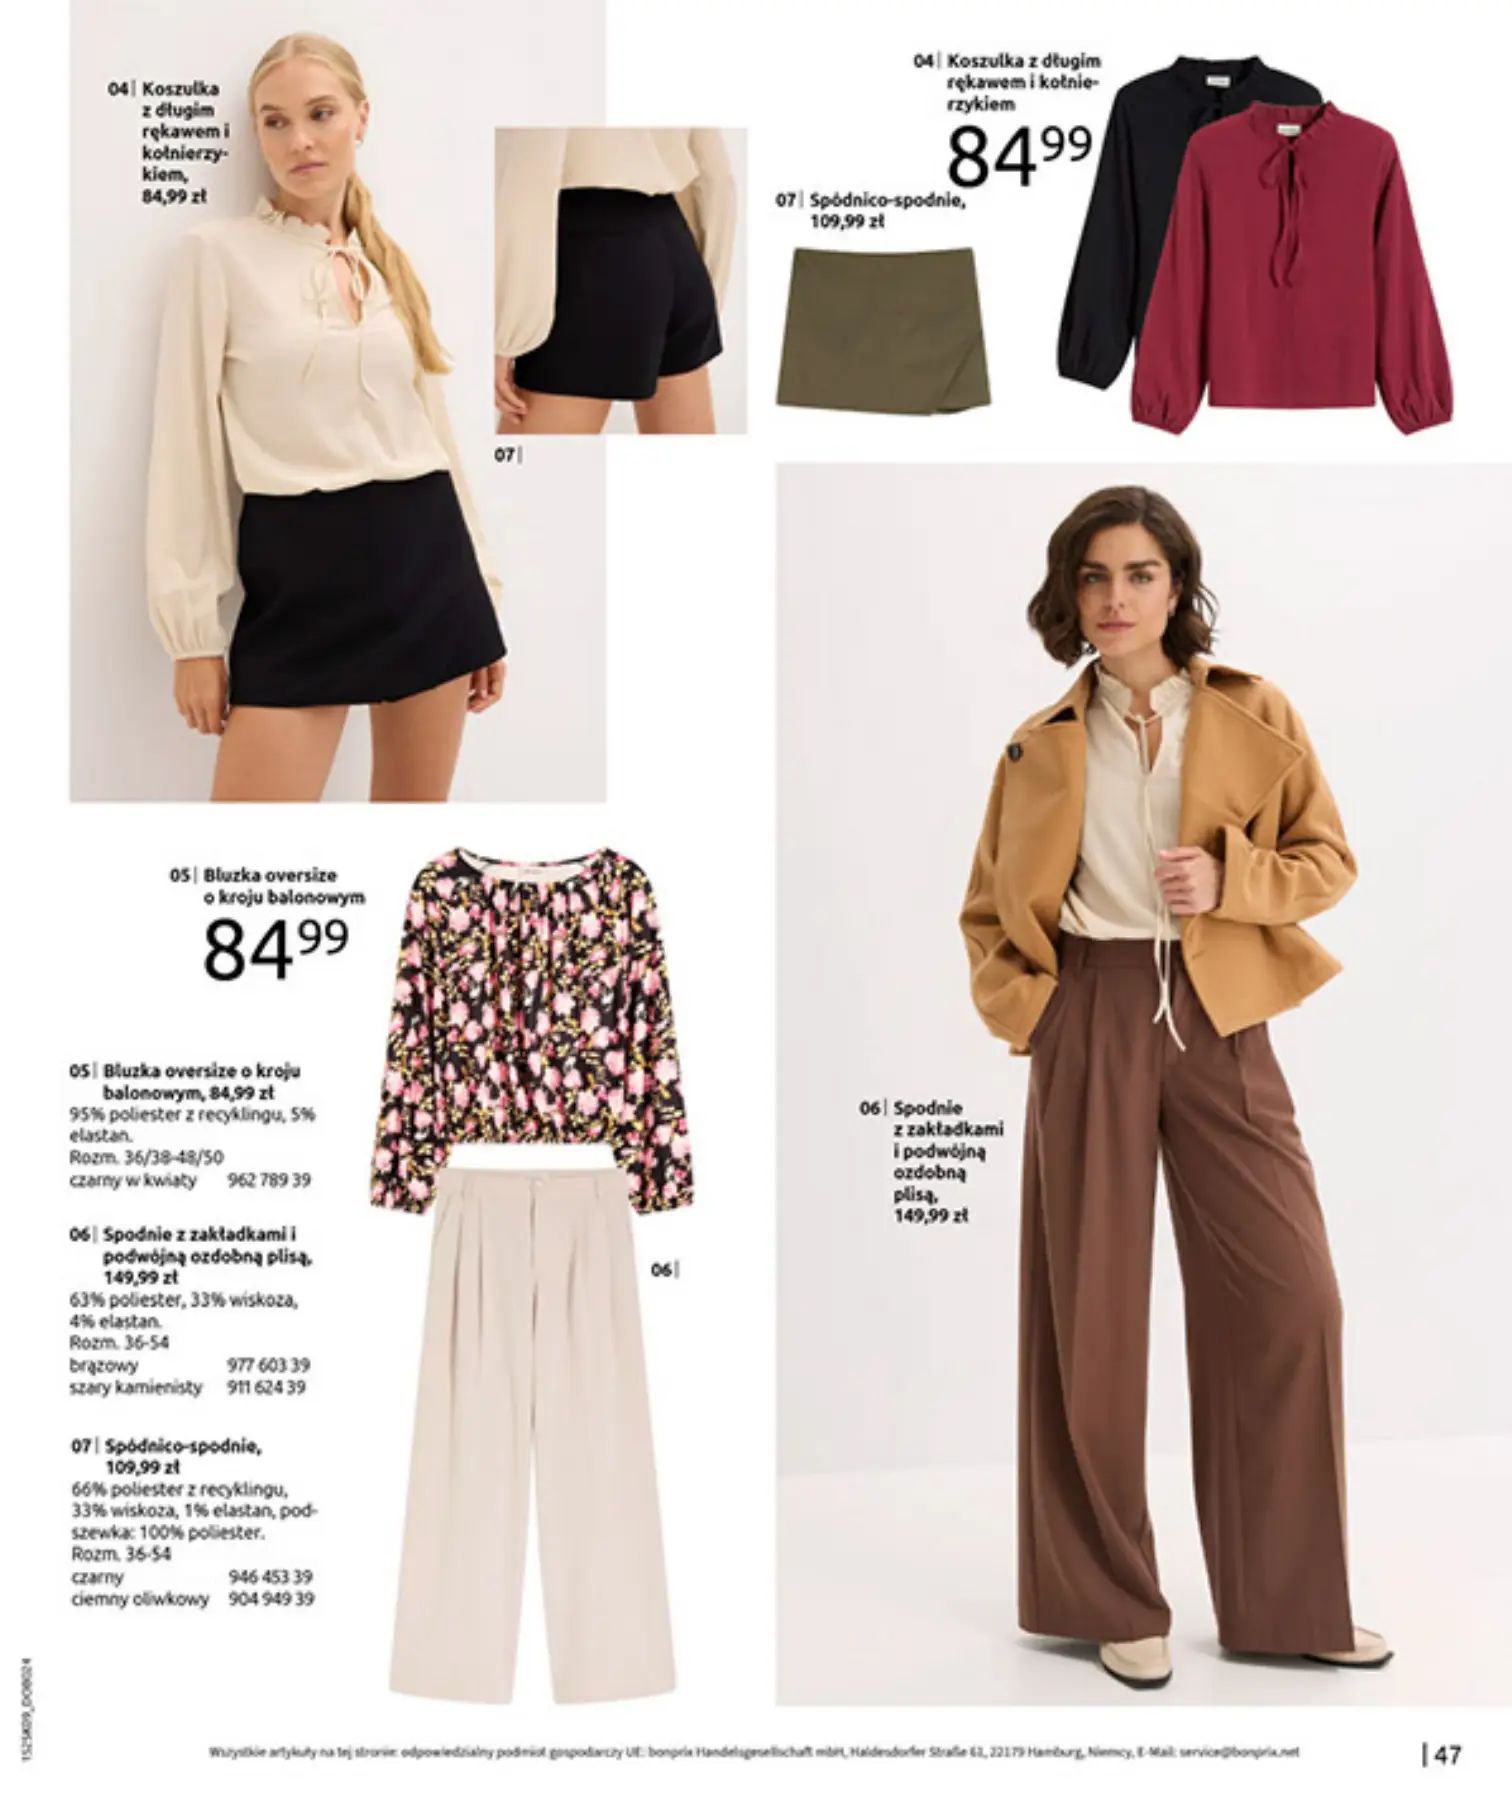 04| Koszulka
z długim
rękawem i
kołnierzy-
kiem,
84,99 zł
07|
04| Koszulka z długim
rękawem i kołnie-
rzykiem
84 99
07| Spódnico-spodnie,
109,99 zł
05| Bluzka oversize
o kroju balonowym
84 99
05| Bluzka oversize o kroju
balonowym, 84,99 zł
95% poliester z recyklingu, 5%
elastan.
Rozm. 36/38-48/50
czarny w kwiaty 962 789 39
06| Spodnie z zakładkami i
podwójną ozdobną plisą,
149,99 zł
63% poliester, 33% wiskoza,
4% elastan.
Rozm. 36-54
brązowy 977 603 39
szary kamienisty 911 624 39
07| Spódnico-spodnie,
109,99 zł
66% poliester z recyklingu,
33% wiskoza, 1% elastan, pod-
szewka: 100% poliester.
Rozm. 36-54
czarny 946 453 39
ciemny oliwkowy 904 949 39
06|
06| Spodnie
z zakładkami
i podwójną
ozdobną
plisą,
149,99 zł
Wszystkie artykuły na tej stronie: odpowiedzialny podmiot gospodarczy UE: bonprix Handelsgesellschaft mbH, Haldesdorfer Straße 61, 22179 Hamburg, Niemcy, E-Mail: service@bonprix.net
| 47